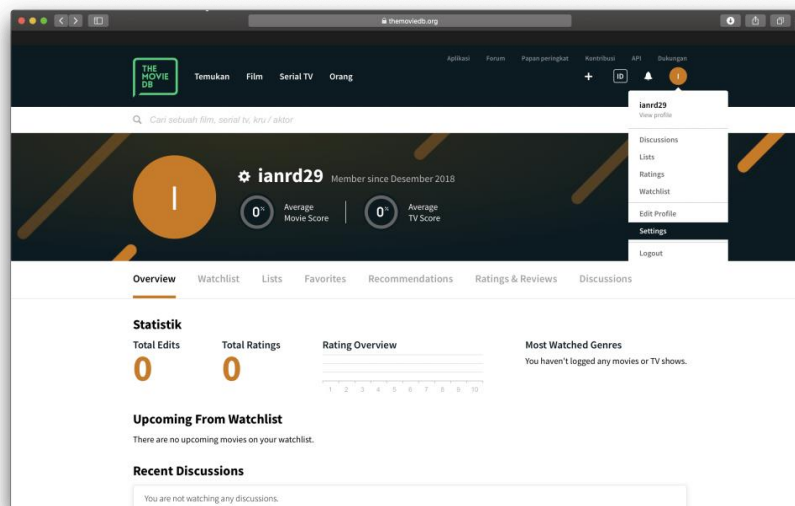 themoviedb.org
Aplikasi Forum Papan peringkat Kontribusi API Dukungan
THE
MOVIE
DB
Temukan Film Serial TV Orang
+ ID I
ianrd29
View profile
Discussions
Lists
Ratings
Watchlist
Edit Profile
Settings
Logout
Cari sebuah film, serial tv, kru / aktor
I
ianrd29 Member since Desember 2018
0% Average
Movie Score
0% Average
TV Score
Overview Watchlist Lists Favorites Recommendations Ratings & Reviews Discussions
Statistik
Total Edits
0
Total Ratings
0
Rating Overview
1 2 3 4 5 6 7 8 9 10
Most Watched Genres
You haven't logged any movies or TV shows.
Upcoming From Watchlist
There are no upcoming movies on your watchlist.
Recent Discussions
You are not watching any discussions.